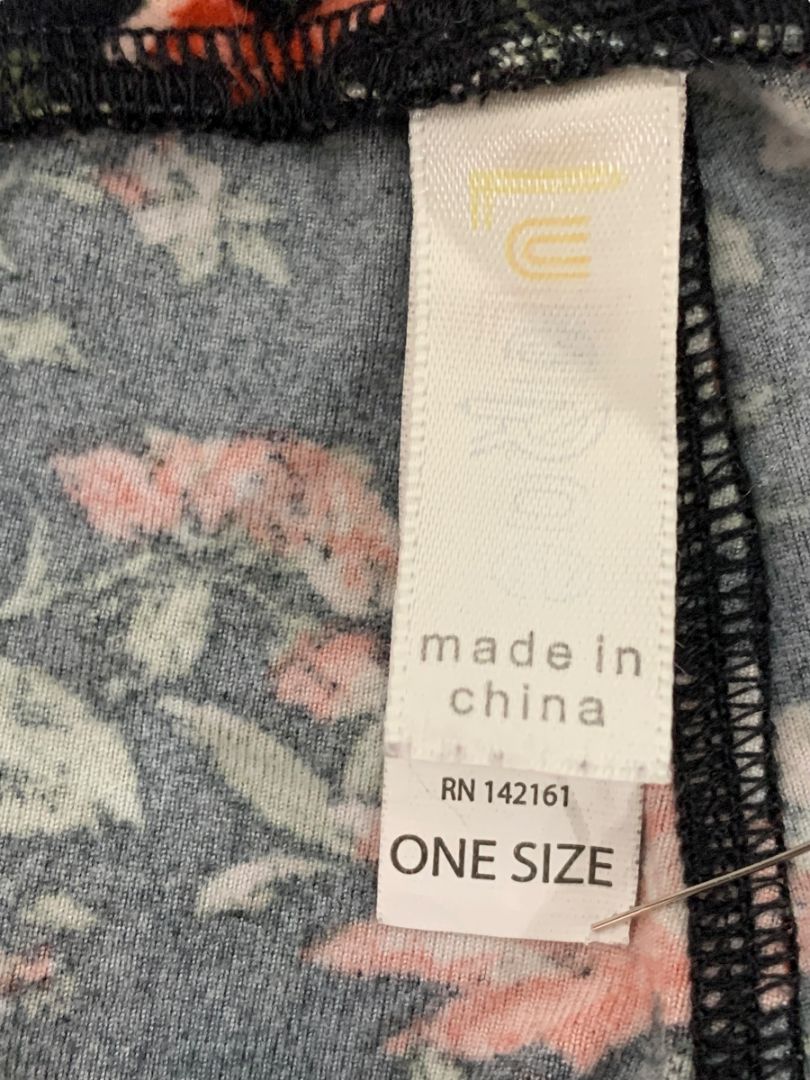 made in
china
RN 142161
ONE SIZE